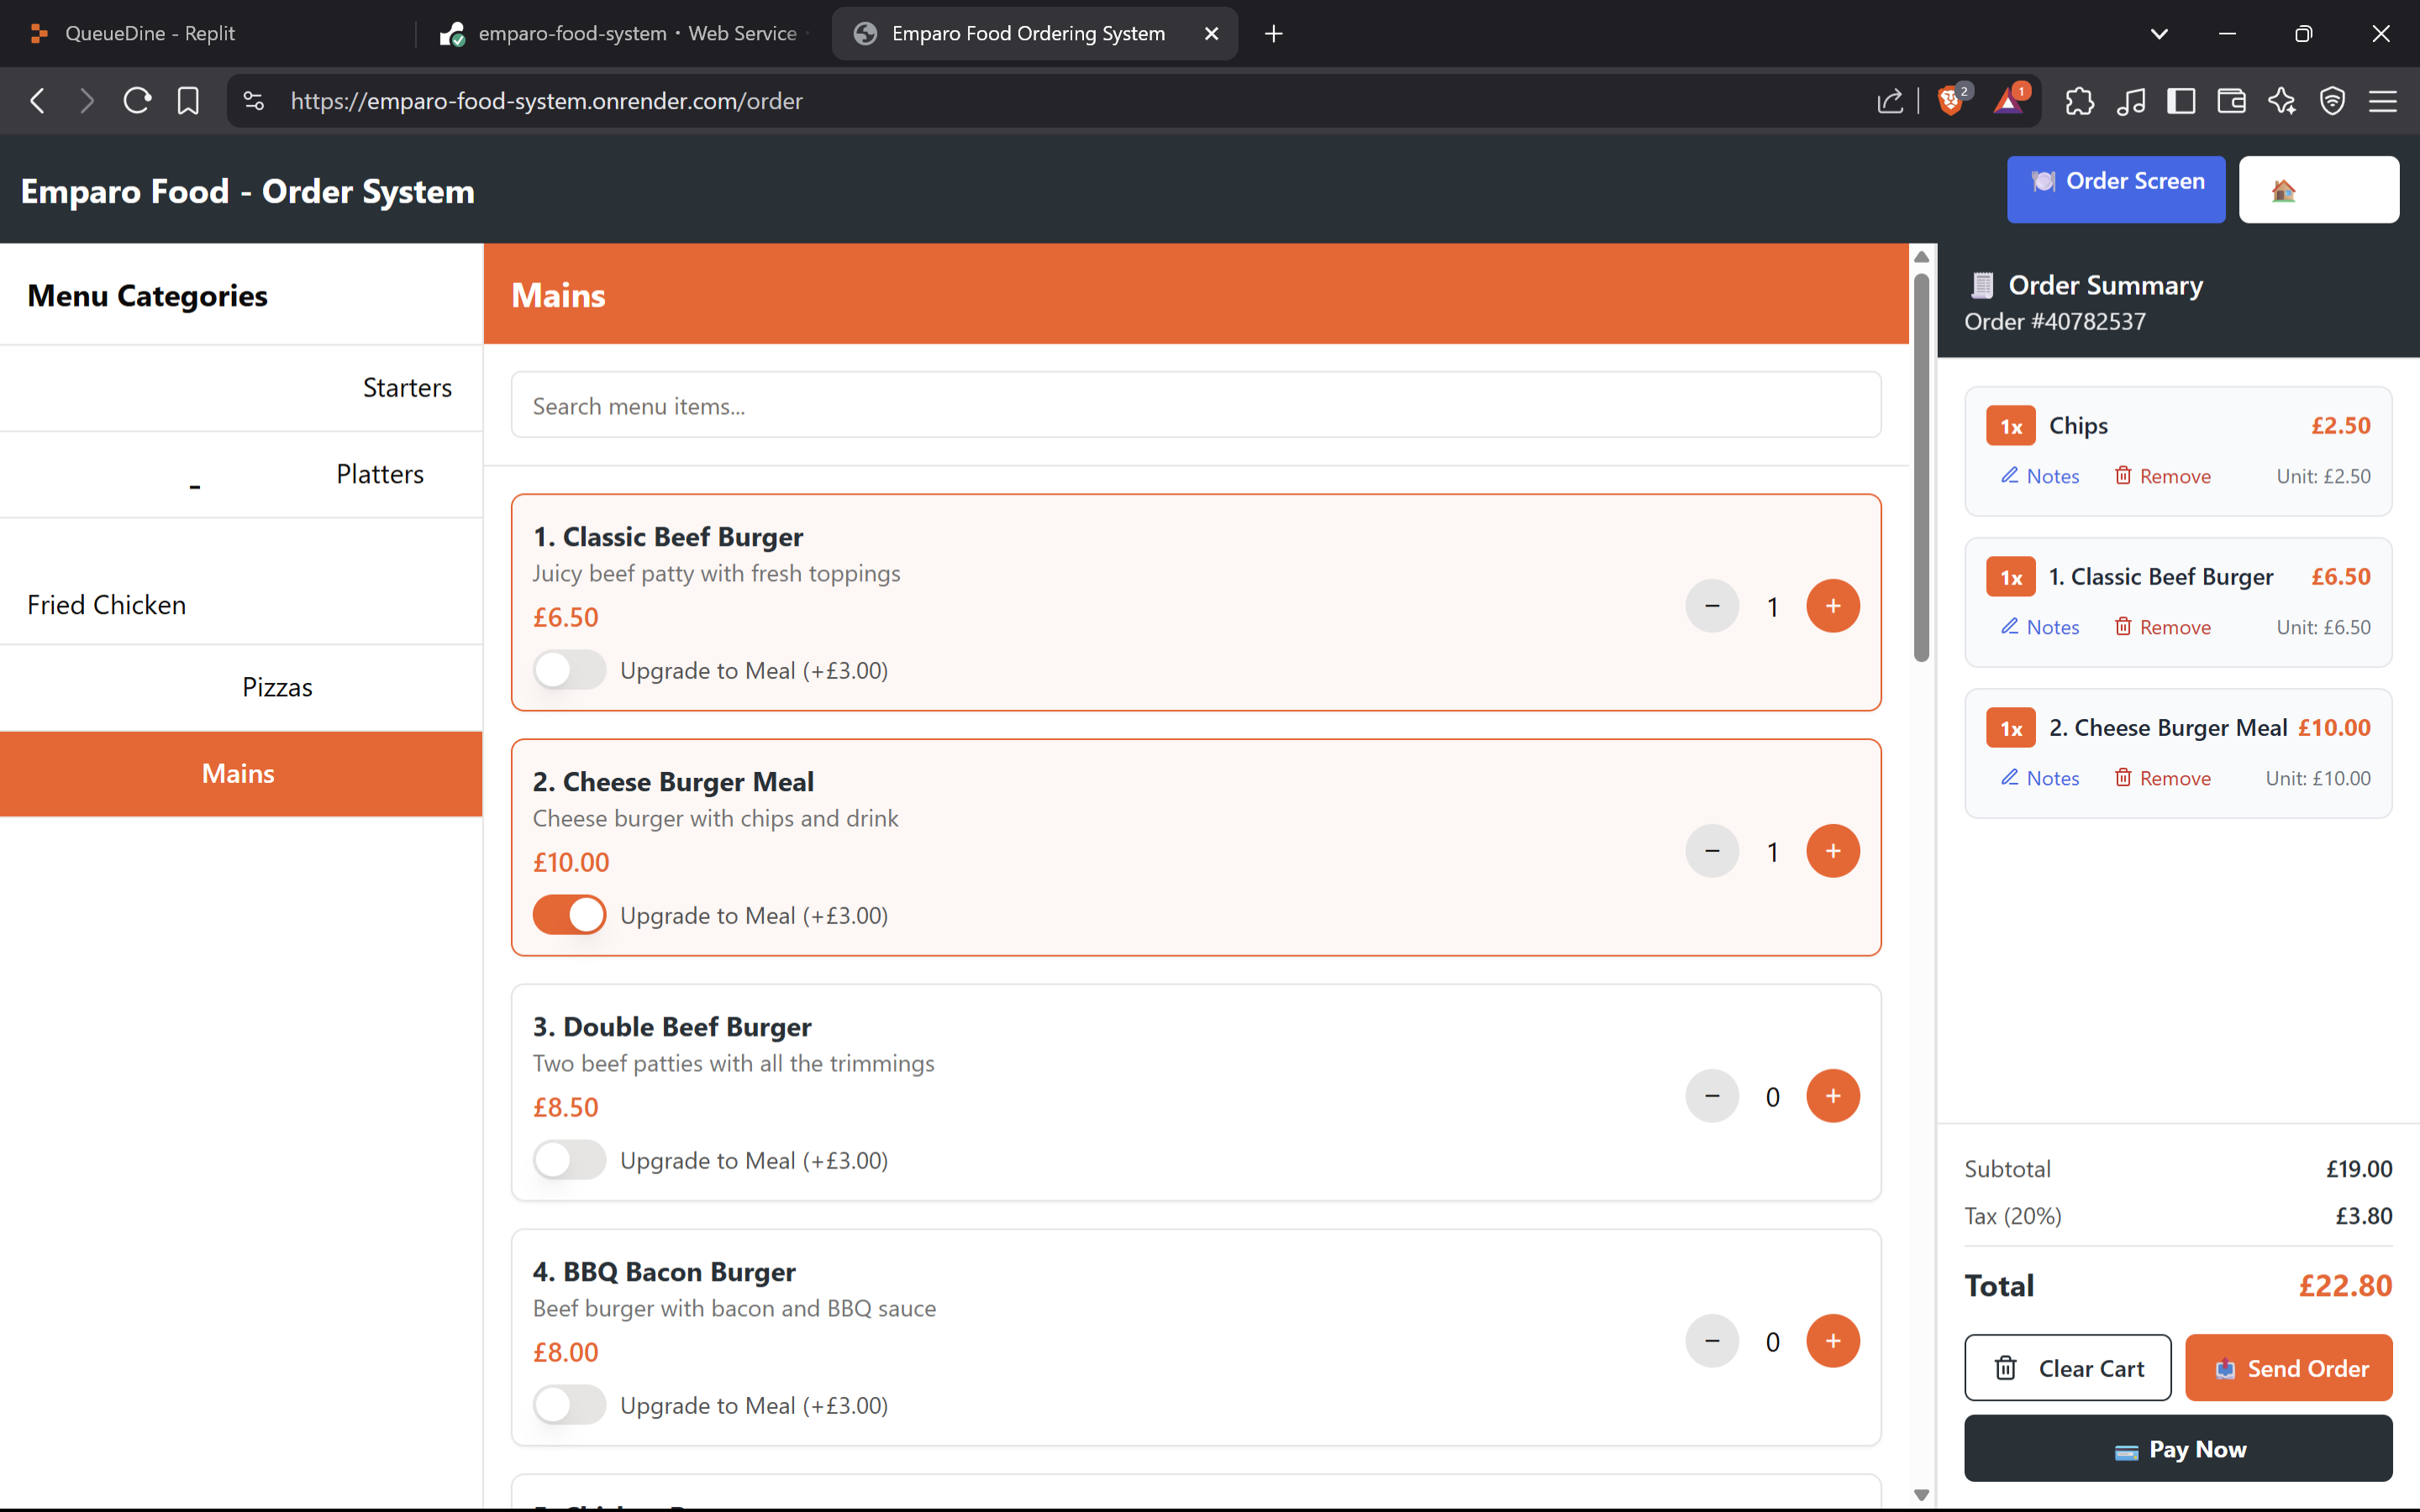 QueueDine - Replit
emparo-food-system • Web Service
Emparo Food Ordering System
https://emparo-food-system.onrender.com/order
2
1
Emparo Food - Order System
Order Screen
Menu Categories
Starters
- Platters
Fried Chicken
Pizzas
Mains
Mains
Search menu items...
1. Classic Beef Burger
Juicy beef patty with fresh toppings
£6.50
Upgrade to Meal (+£3.00)
− 1 +
2. Cheese Burger Meal
Cheese burger with chips and drink
£10.00
Upgrade to Meal (+£3.00)
− 1 +
3. Double Beef Burger
Two beef patties with all the trimmings
£8.50
Upgrade to Meal (+£3.00)
− 0 +
4. BBQ Bacon Burger
Beef burger with bacon and BBQ sauce
£8.00
Upgrade to Meal (+£3.00)
− 0 +
Order Summary
Order #40782537
1x Chips £2.50
Notes Remove Unit: £2.50
1x 1. Classic Beef Burger £6.50
Notes Remove Unit: £6.50
1x 2. Cheese Burger Meal £10.00
Notes Remove Unit: £10.00
Subtotal £19.00
Tax (20%) £3.80
Total £22.80
Clear Cart Send Order
Pay Now